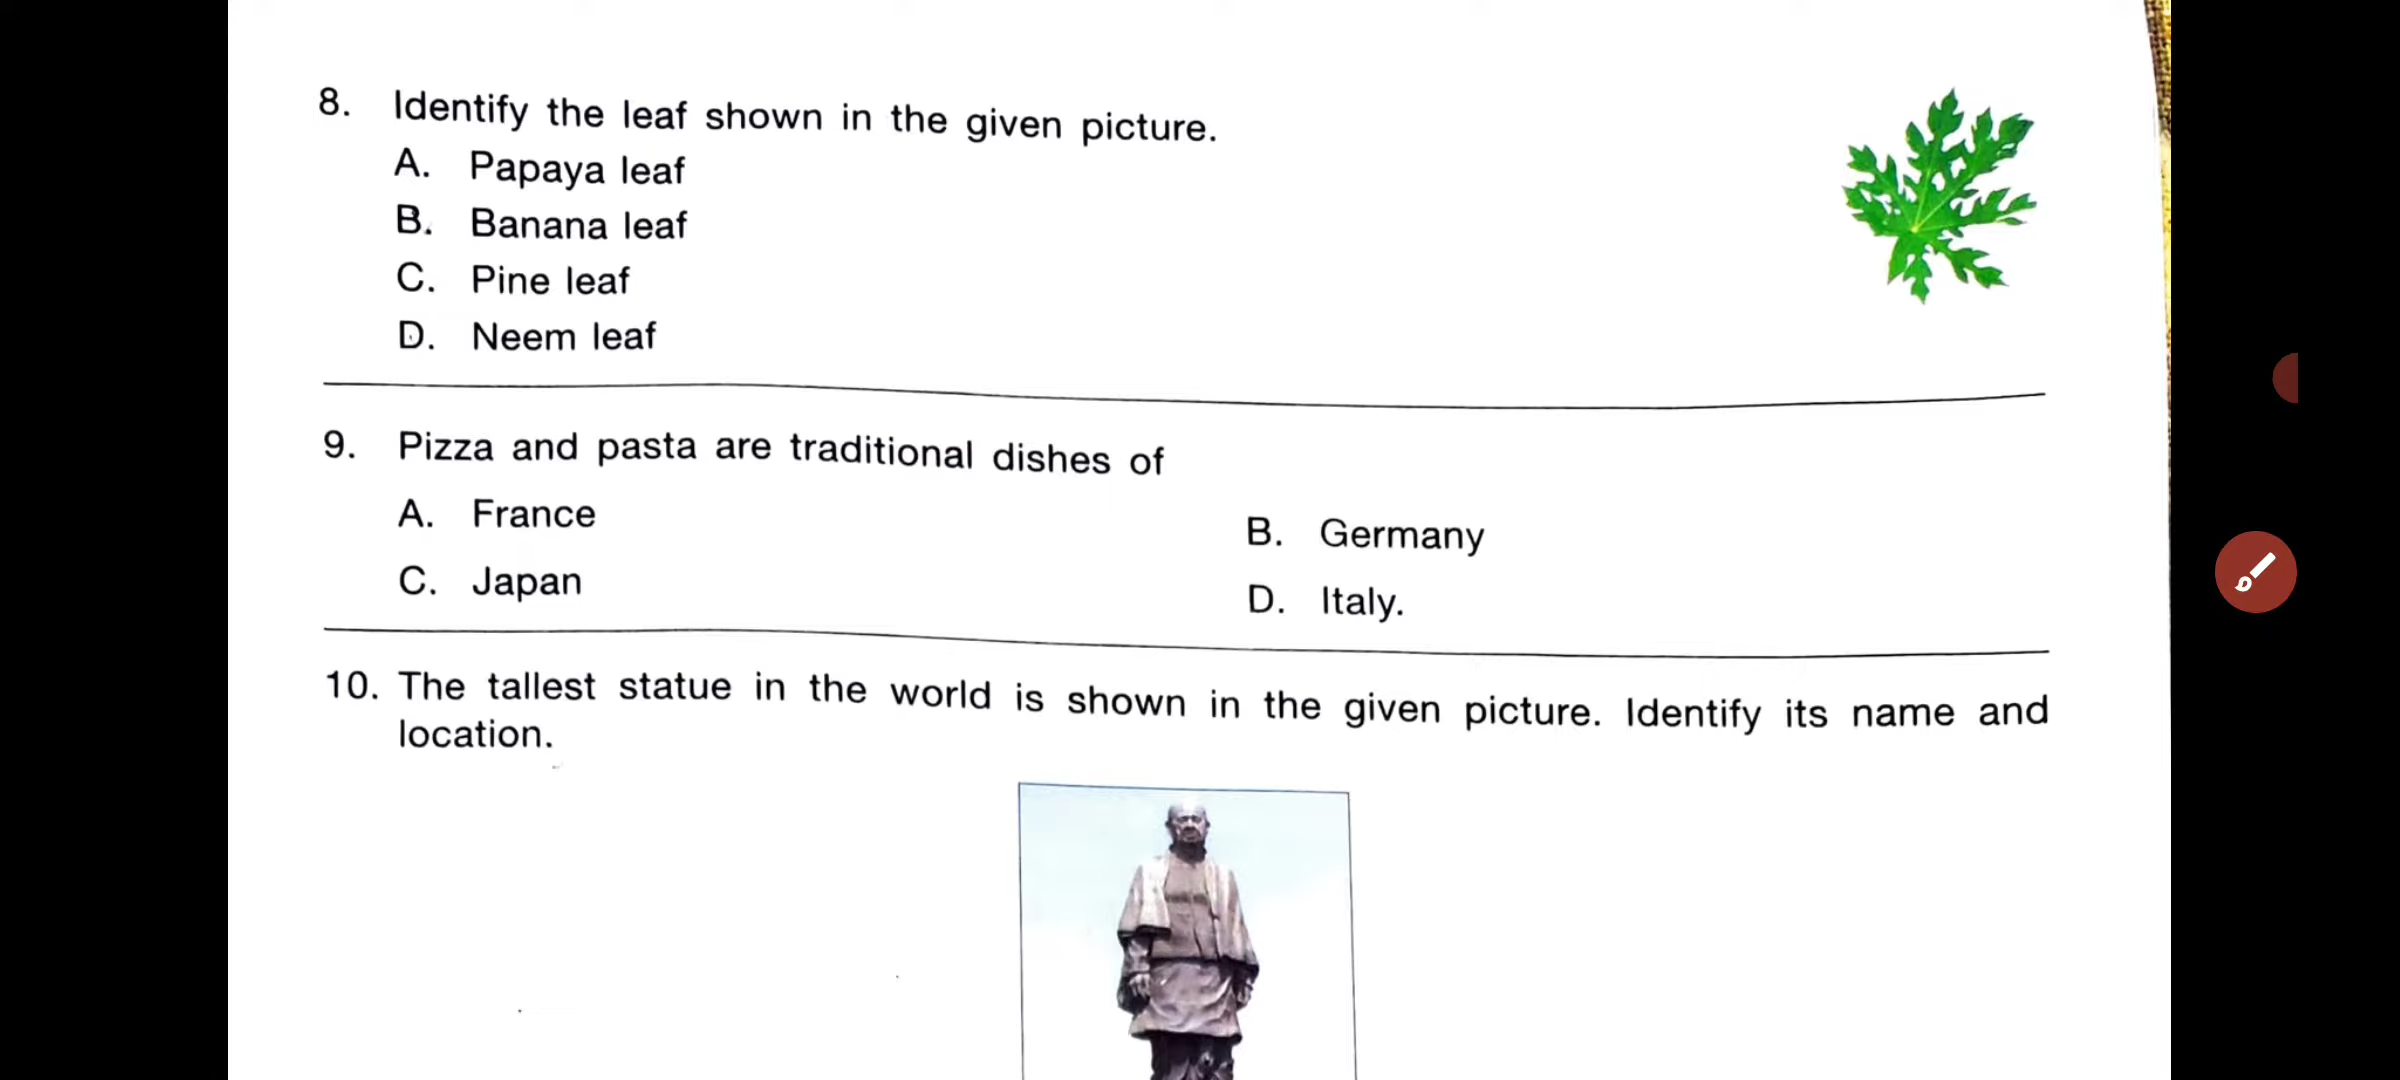 8. Identify the leaf shown in the given picture.
A. Papaya leaf
B. Banana leaf
C. Pine leaf
D. Neem leaf
9. Pizza and pasta are traditional dishes of
A. France
B. Germany
C. Japan
D. Italy.
10. The tallest statue in the world is shown in the given picture. Identify its name and
location.